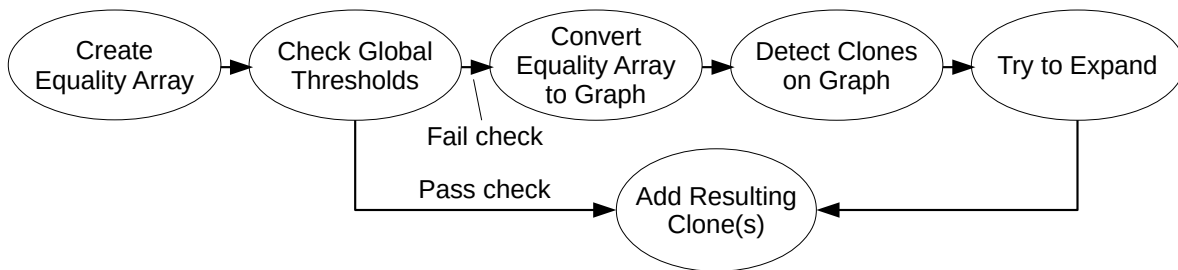 Create
Equality Array
Check Global
Thresholds
Convert
Equality Array
to Graph
Detect Clones
on Graph
Try to Expand
Fail check
Pass check
Add Resulting
Clone(s)